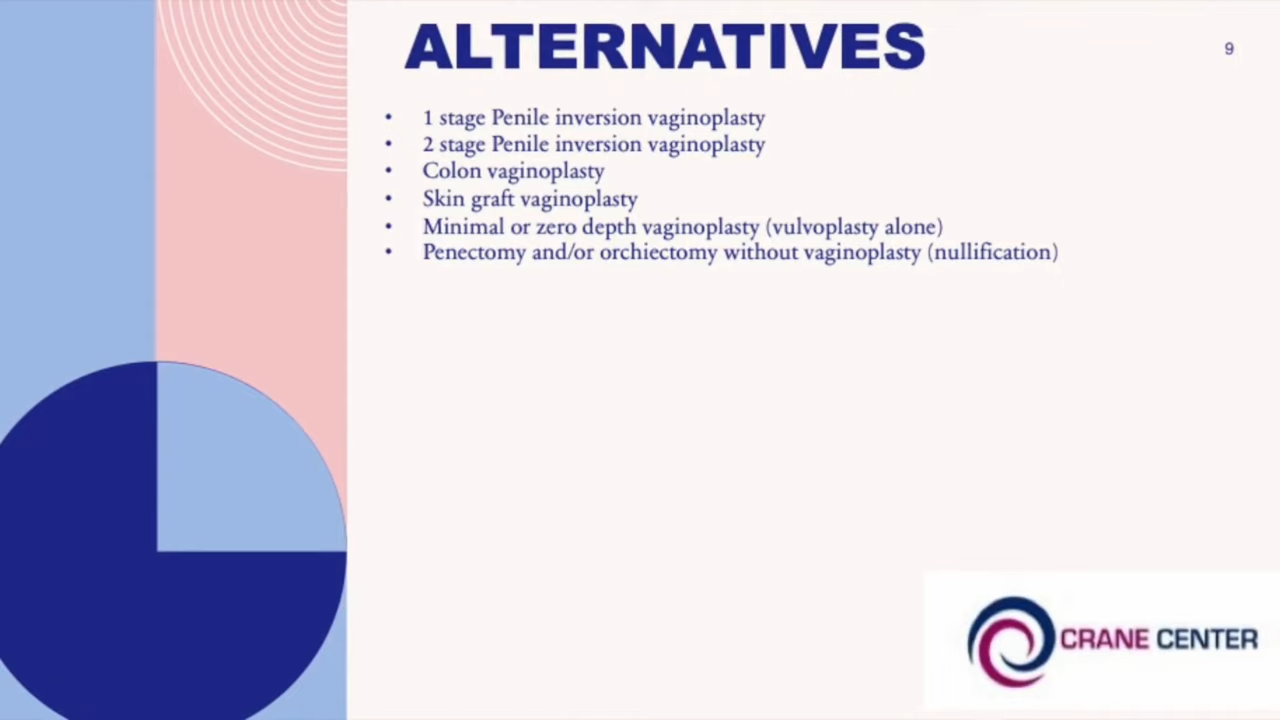 ALTERNATIVES
9
• 1 stage Penile inversion vaginoplasty
• 2 stage Penile inversion vaginoplasty
• Colon vaginoplasty
• Skin graft vaginoplasty
• Minimal or zero depth vaginoplasty (vulvoplasty alone)
• Penectomy and/or orchiectomy without vaginoplasty (nullification)
CRANE CENTER